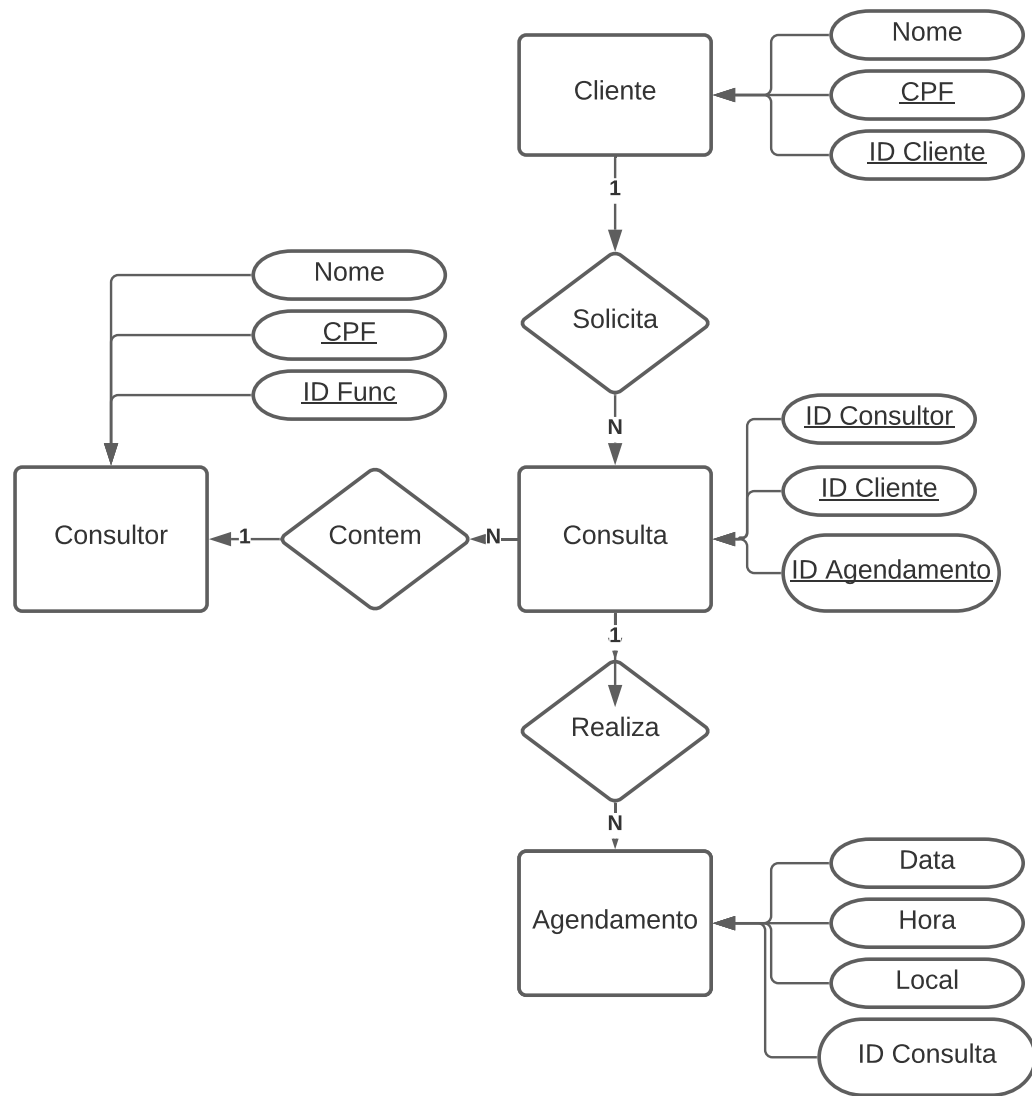 Nome
Cliente
CPF
ID Cliente
1
Nome
Solicita
CPF
ID Func
N
ID Consultor
ID Cliente
Consultor
1
Contem
N
Consulta
ID Agendamento
1
Realiza
N
Data
Agendamento
Hora
Local
ID Consulta